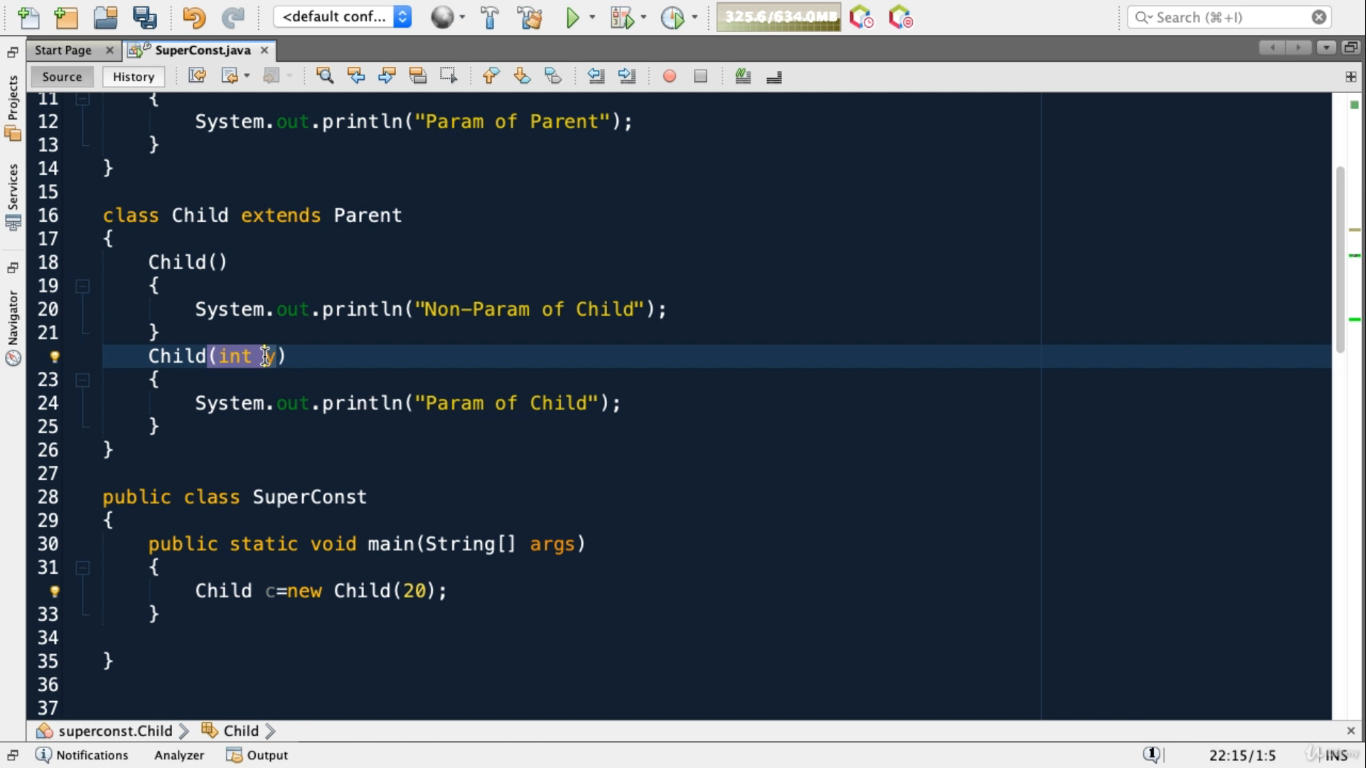 <default conf...
325.6/634.0MB
Search (⌘+I)
Start Page
SuperConst.java
Source
History
Projects
Services
Navigator
11 {
12 System.out.println("Param of Parent");
13 }
14 }
15
16 class Child extends Parent
17 {
18 Child()
19 {
20 System.out.println("Non-Param of Child");
21 }
Child(int y)
23 {
24 System.out.println("Param of Child");
25 }
26 }
27
28 public class SuperConst
29 {
30 public static void main(String[] args)
31 {
Child c=new Child(20);
33 }
34
35 }
36
37
superconst.Child
Child
Notifications
Analyzer
Output
1
22:15/1:5
INS